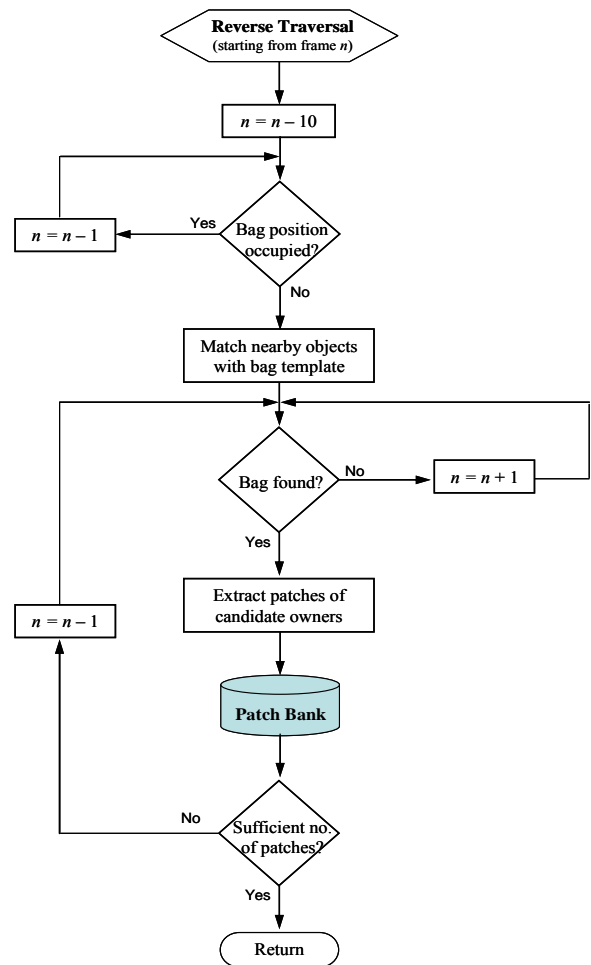 Reverse Traversal
(starting from frame n)
n = n – 10
n = n – 1
Yes
Bag position
occupied?
No
Match nearby objects
with bag template
Bag found?
No
n = n + 1
Yes
Extract patches of
candidate owners
n = n – 1
Patch Bank
No
Sufficient no.
of patches?
Yes
Return